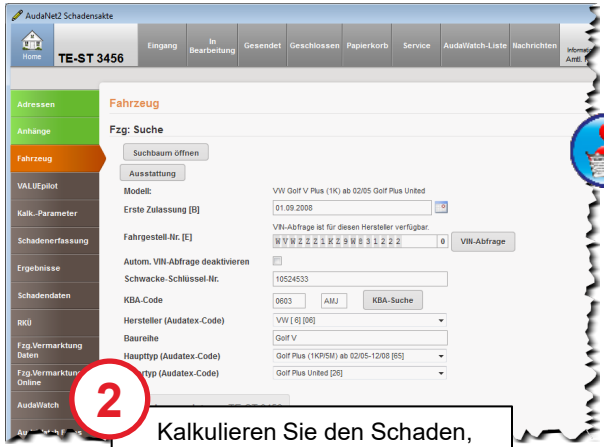 AudaNet2 Schadensakte
Home
TE-ST 3456
Eingang
In Bearbeitung
Gesendet
Geschlossen
Papierkorb
Service
AudaWatch-Liste
Nachrichten
Amtl.
Adressen
Anhänge
Fahrzeug
VALUEpilot
Kalk.-Parameter
Schadenerfassung
Ergebnisse
Schadendaten
RKÜ
Fzg.Vermarktung
Daten
Fzg.Vermarktung
Online
AudaWatch
Fahrzeug
Fzg: Suche
Suchbaum öffnen
Ausstattung
Modell: VW Golf V Plus (1K) ab 02/05 Golf Plus United
Erste Zulassung [B] 01.09.2008
VIN-Abfrage ist für diesen Hersteller verfügbar.
Fahrgestell-Nr. [E] WVWZZZ1KZ9W831222 0 VIN-Abfrage
Autom. VIN-Abfrage deaktivieren
Schwacke-Schlüssel-Nr. 10524533
KBA-Code 0603 AMJ KBA-Suche
Hersteller (Audatex-Code) VW [ 6] [06]
Baureihe Golf V
Haupttyp (Audatex-Code) Golf Plus (1KP/5M) ab 02/05-12/08 [65]
(Audatex-Code) Golf Plus United [26]
2
Kalkulieren Sie den Schaden,